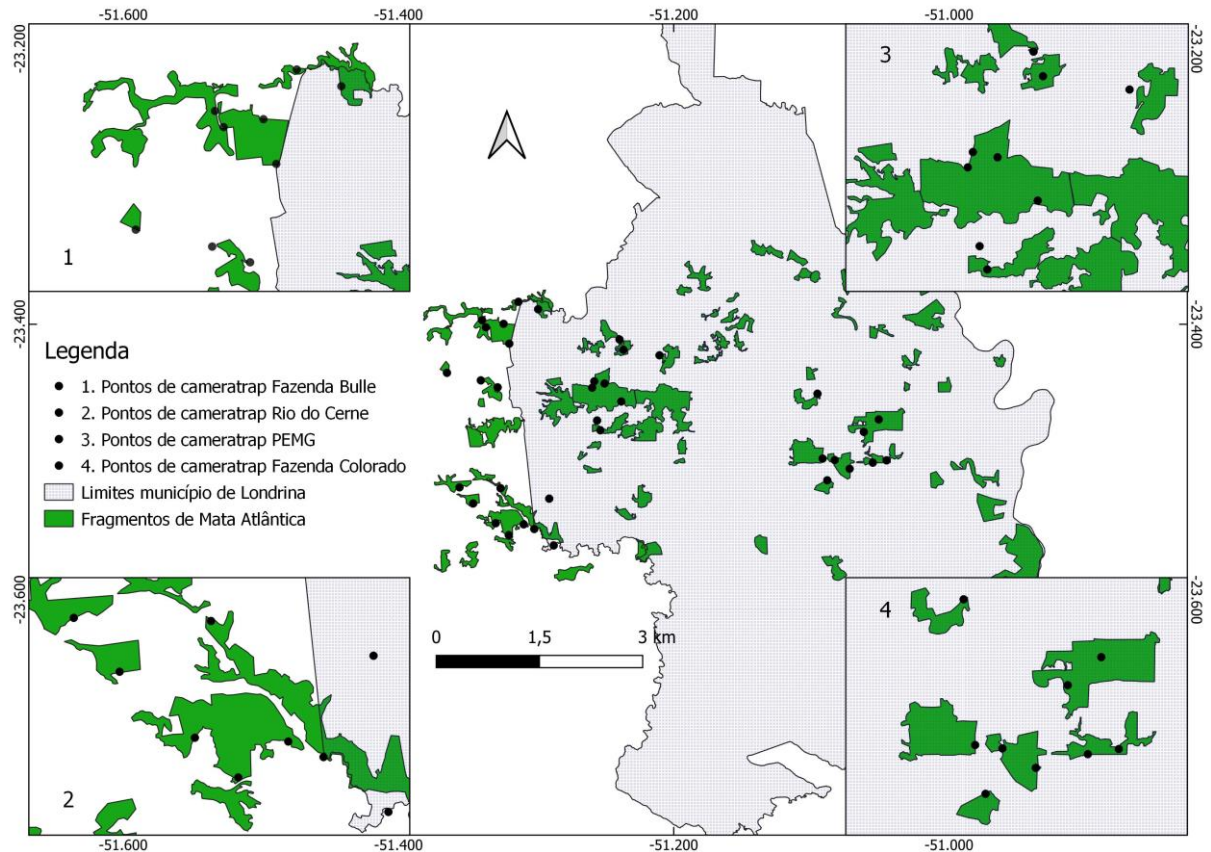 -51.600
-51.400
-51.200
-51.000
-23.200
-23.200
1
3
-23.400
-23.400
Legenda
1. Pontos de cameratrap Fazenda Bulle
2. Pontos de cameratrap Rio do Cerne
3. Pontos de cameratrap PEMG
4. Pontos de cameratrap Fazenda Colorado
Limites município de Londrina
Fragmentos de Mata Atlântica
-23.600
-23.600
0 1,5 3 km
2
4
-51.600
-51.400
-51.200
-51.000